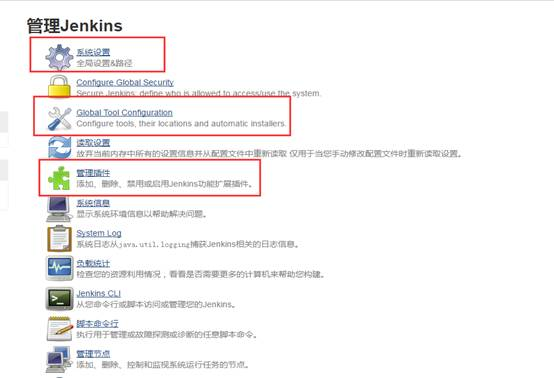 管理Jenkins
系统设置
全局设置&路径
Configure Global Security
Secure Jenkins; define who is allowed to access/use the system.
Global Tool Configuration
Configure tools, their locations and automatic installers.
读取设置
放弃当前内存中所有的设置信息并从配置文件中重新读取 仅用于当您手动修改配置文件时重新读取设置。
管理插件
添加、删除、禁用或启用Jenkins功能扩展插件。
系统信息
显示系统环境信息以帮助解决问题。
System Log
系统日志从java.util.logging捕获Jenkins相关的日志信息。
负载统计
检查您的资源利用情况，看看是否需要更多的计算机来帮助您构建。
Jenkins CLI
从您命令行或脚本访问或管理您的Jenkins。
脚本命令行
执行用于管理或故障探测或诊断的任意脚本命令。
管理节点
添加、删除、控制和监视系统运行任务的节点。